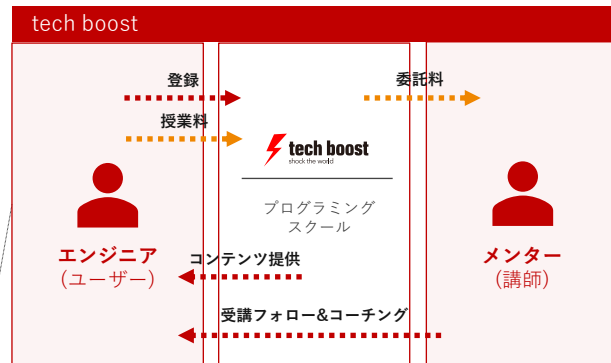 tech boost
登録
委託料
授業料
tech boost
shock the world
プログラミング
スクール
エンジニア
(ユーザー)
コンテンツ提供
メンター
(講師)
受講フォロー&コーチング